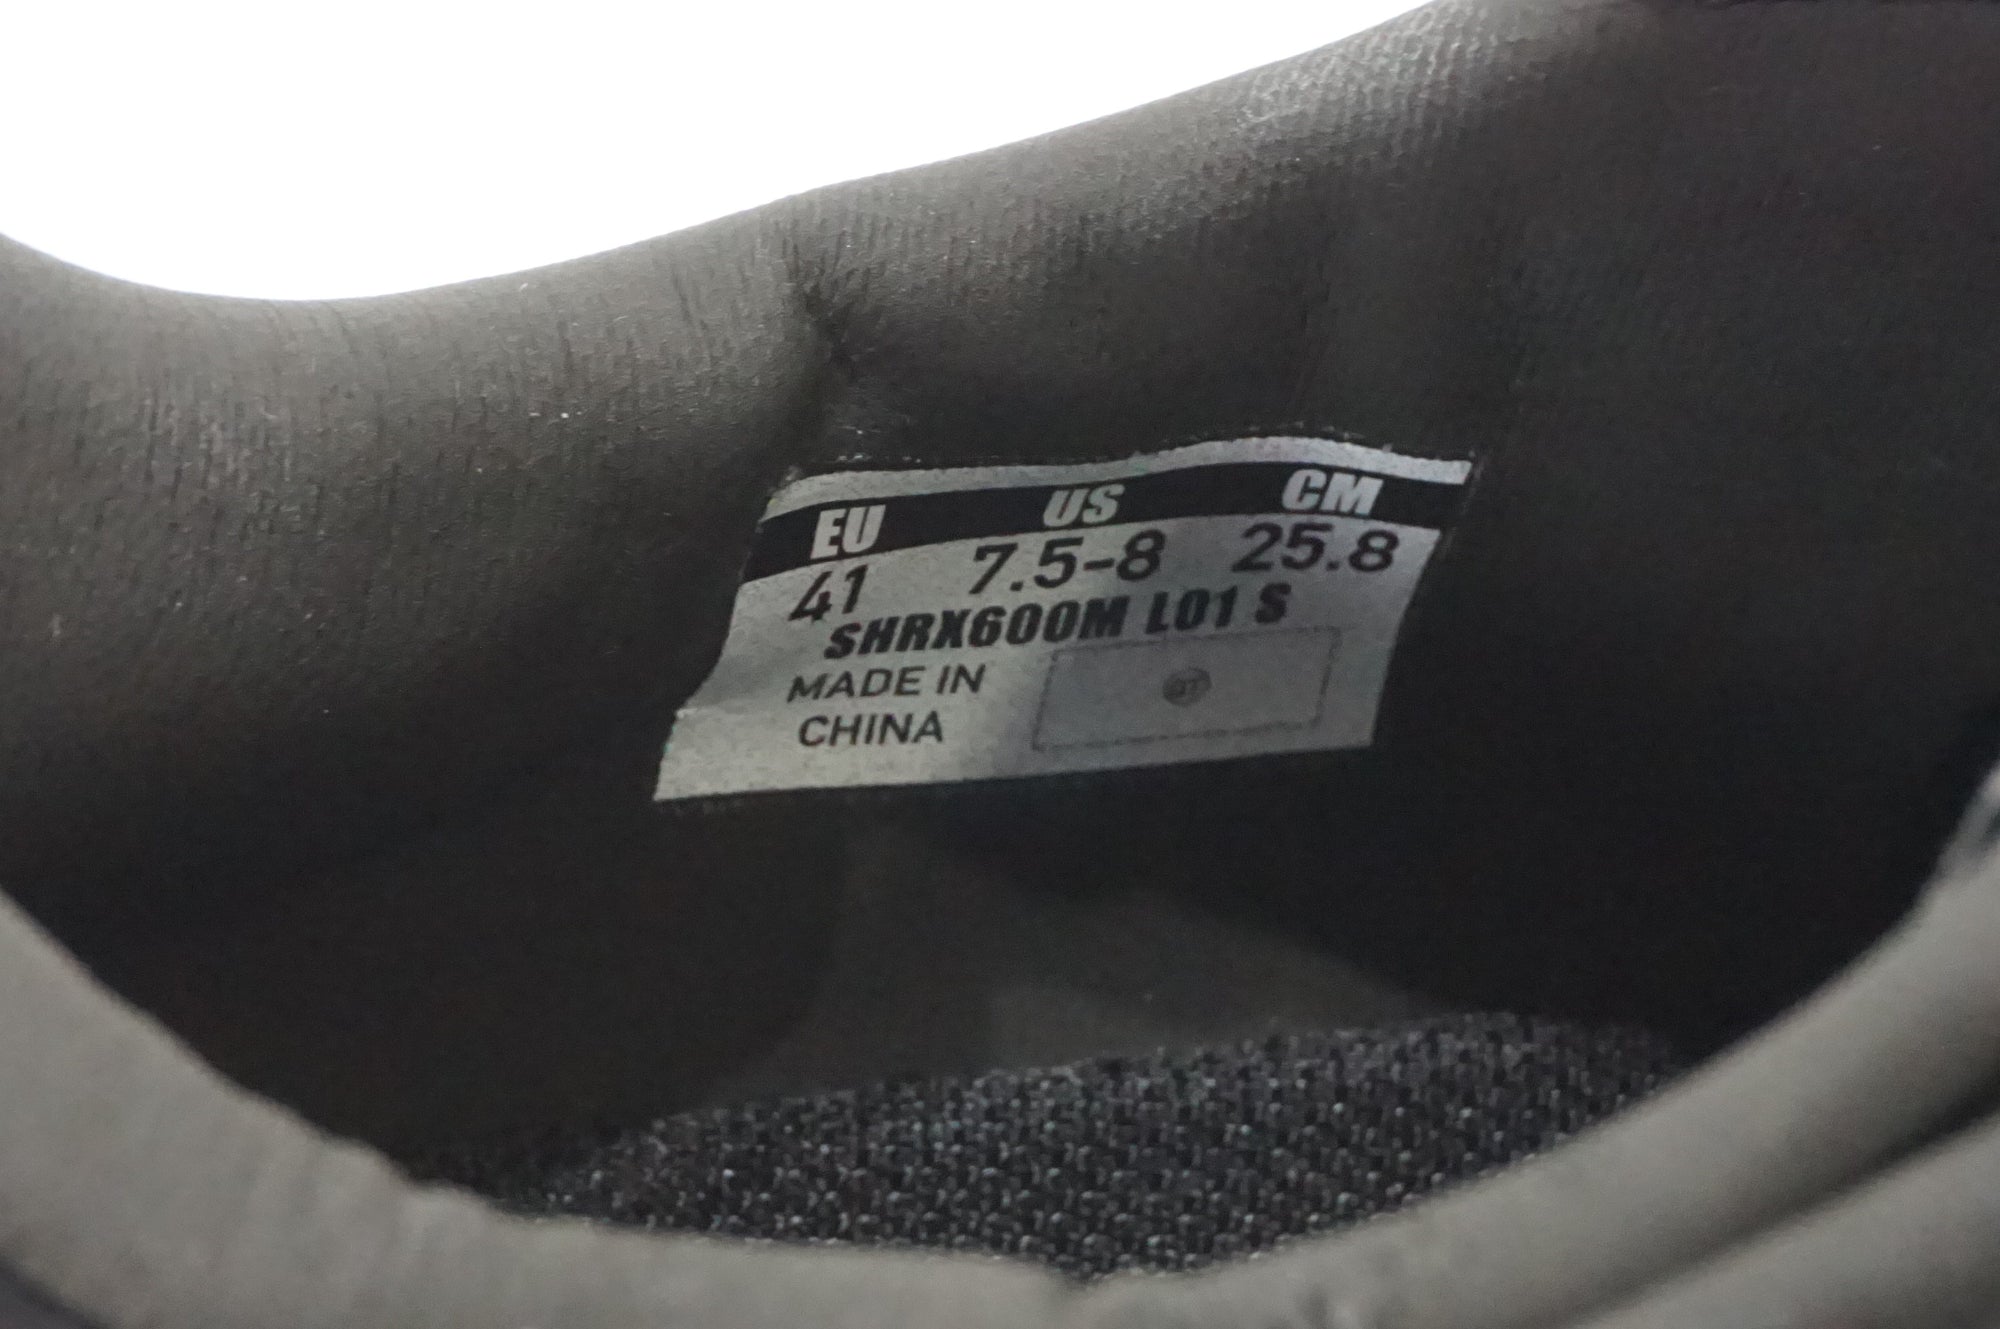 EU US CM
41 7.5-8 25.8
SHRX600M L01 S
MADE IN
CHINA